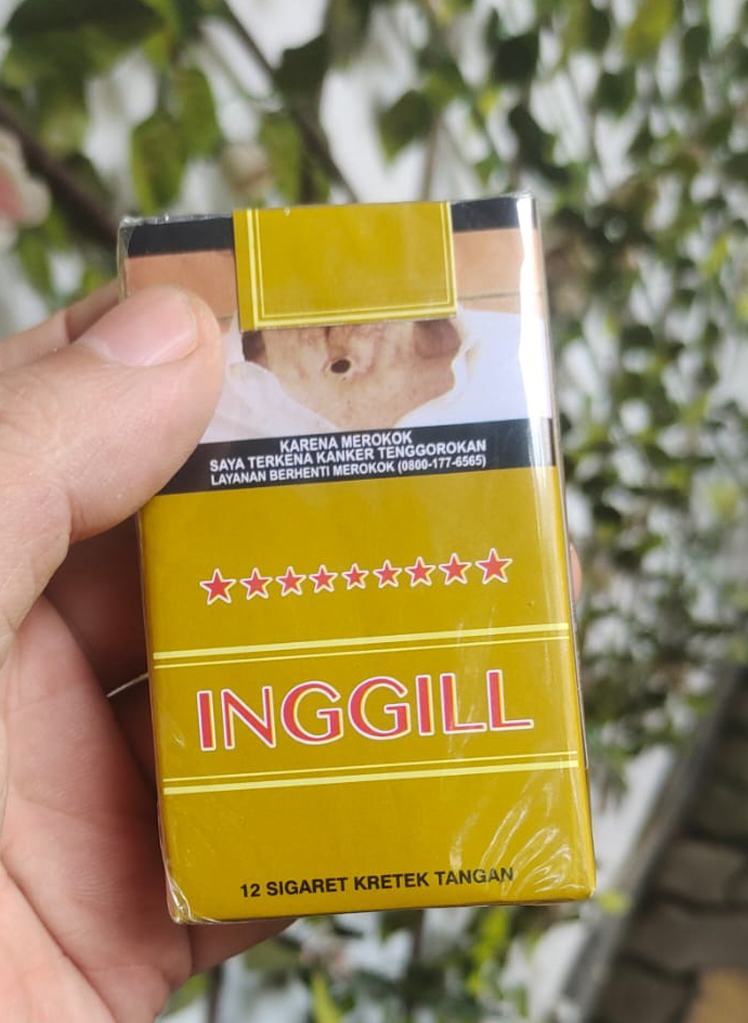 KARENA MEROKOK
SAYA TERKENA KANKER TENGGOROKAN
LAYANAN BERHENTI MEROKOK (0800-177-6565)
INGGILL
12 SIGARET KRETEK TANGAN